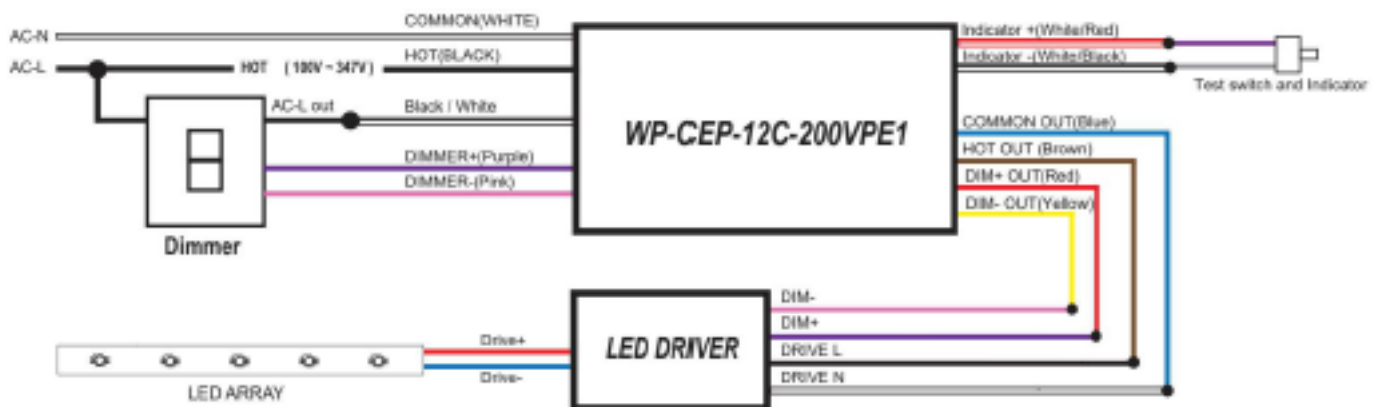 COMMON(WHITE)
AC-N
AC-L
HOT (100V~347V)
HOT(BLACK)
AC-L out
Black / White
DIMMER+(Purple)
DIMMER-(Pink)
Dimmer
WP-CEP-12C-200VPE1
Indicator +(White/Red)
Indicator -(White/Black)
Test switch and Indicator
COMMON OUT(Blue)
HOT OUT (Brown)
DIM+ OUT(Red)
DIM- OUT(Yellow)
LED DRIVER
DIM-
DIM+
DRIVE L
DRIVE N
Drive+
Drive-
LED ARRAY